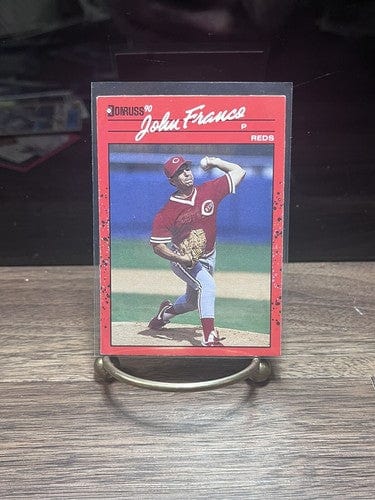 DONRUSS 90
John Franco
P
REDS